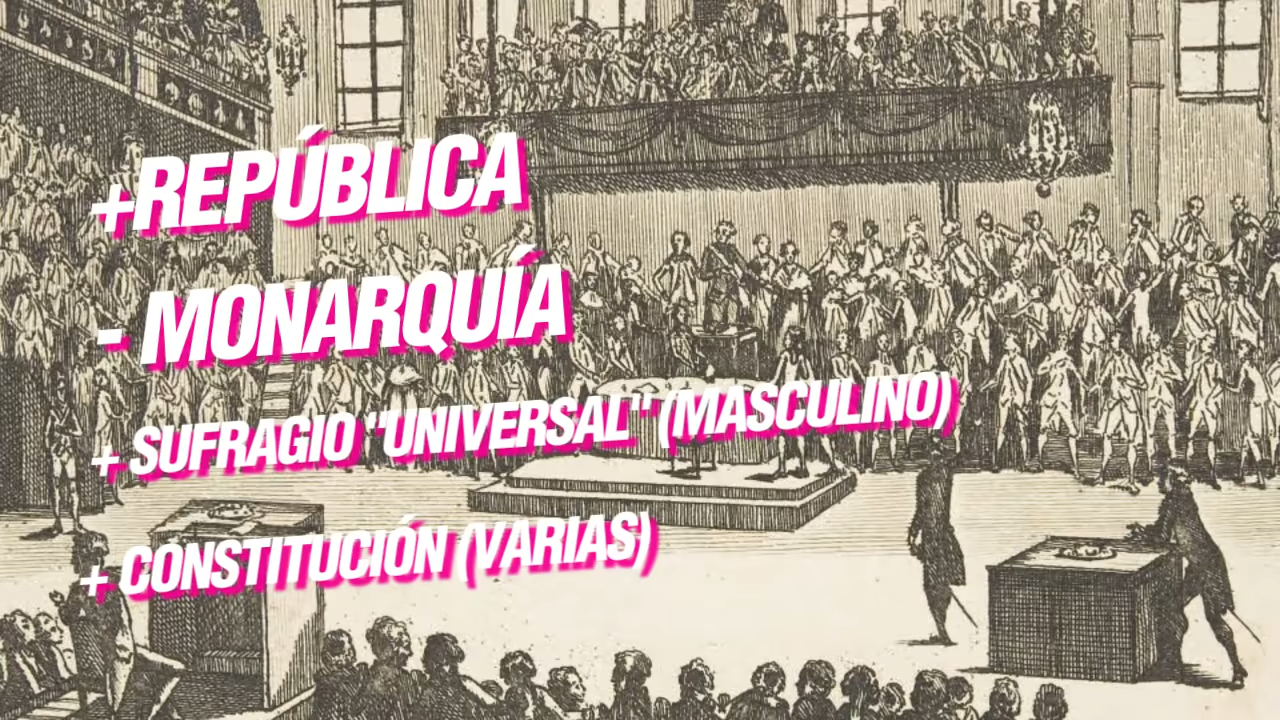 +REPÚBLICA
- MONARQUÍA
+ SUFRAGIO "UNIVERSAL" (MASCULINO)
+ CONSTITUCIÓN (VARIAS)